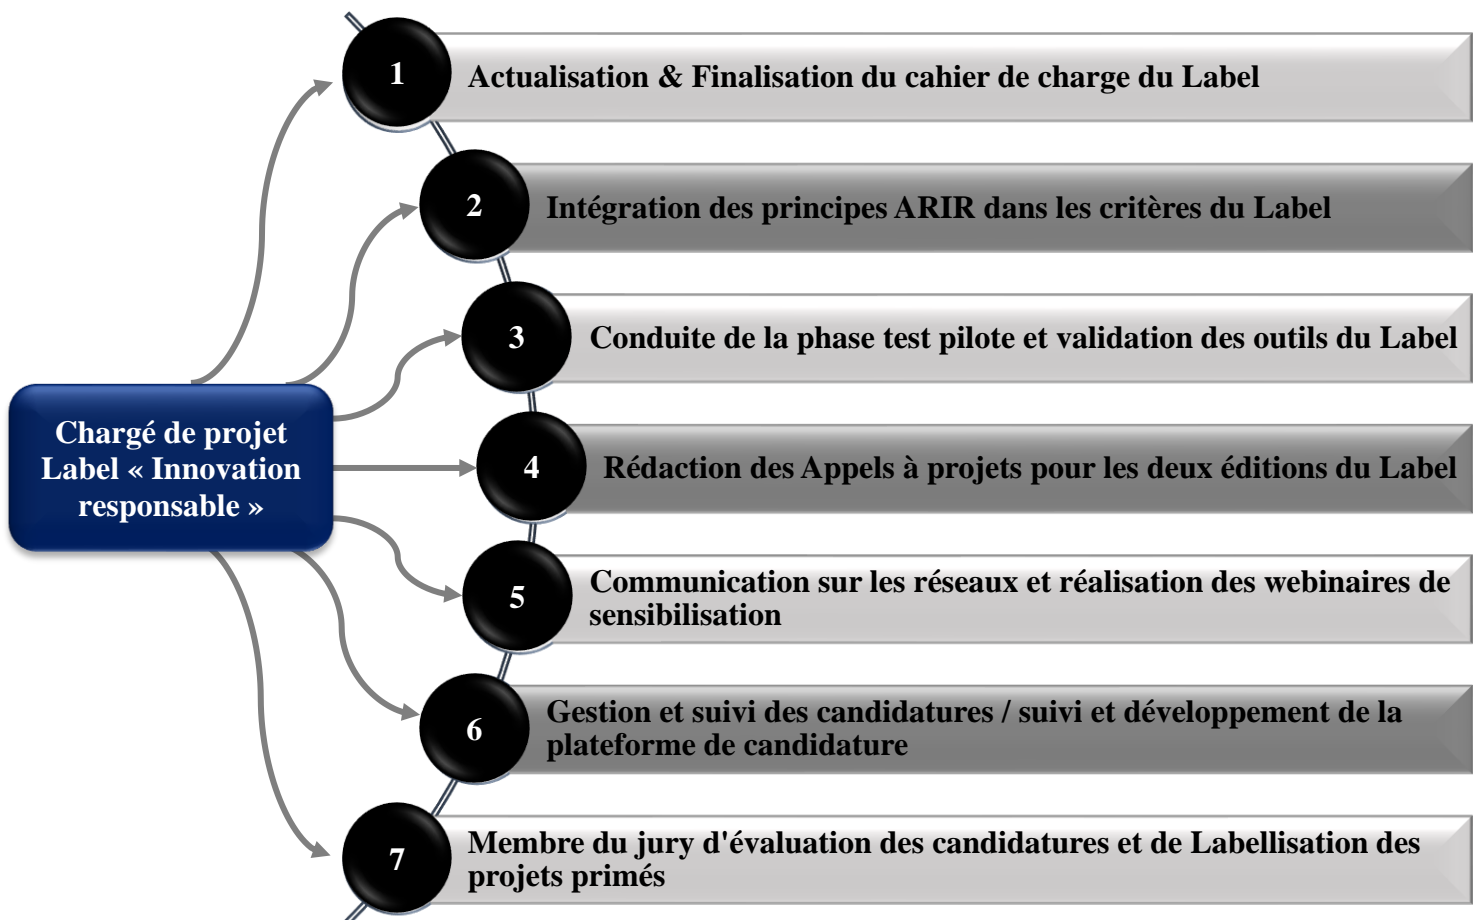 1
Actualisation & Finalisation du cahier de charge du Label
2
Intégration des principes ARIR dans les critères du Label
3
Conduite de la phase test pilote et validation des outils du Label
Chargé de projet
Label « Innovation
responsable »
4
Rédaction des Appels à projets pour les deux éditions du Label
5
Communication sur les réseaux et réalisation des webinaires de
sensibilisation
6
Gestion et suivi des candidatures / suivi et développement de la
plateforme de candidature
7
Membre du jury d'évaluation des candidatures et de Labellisation des
projets primés